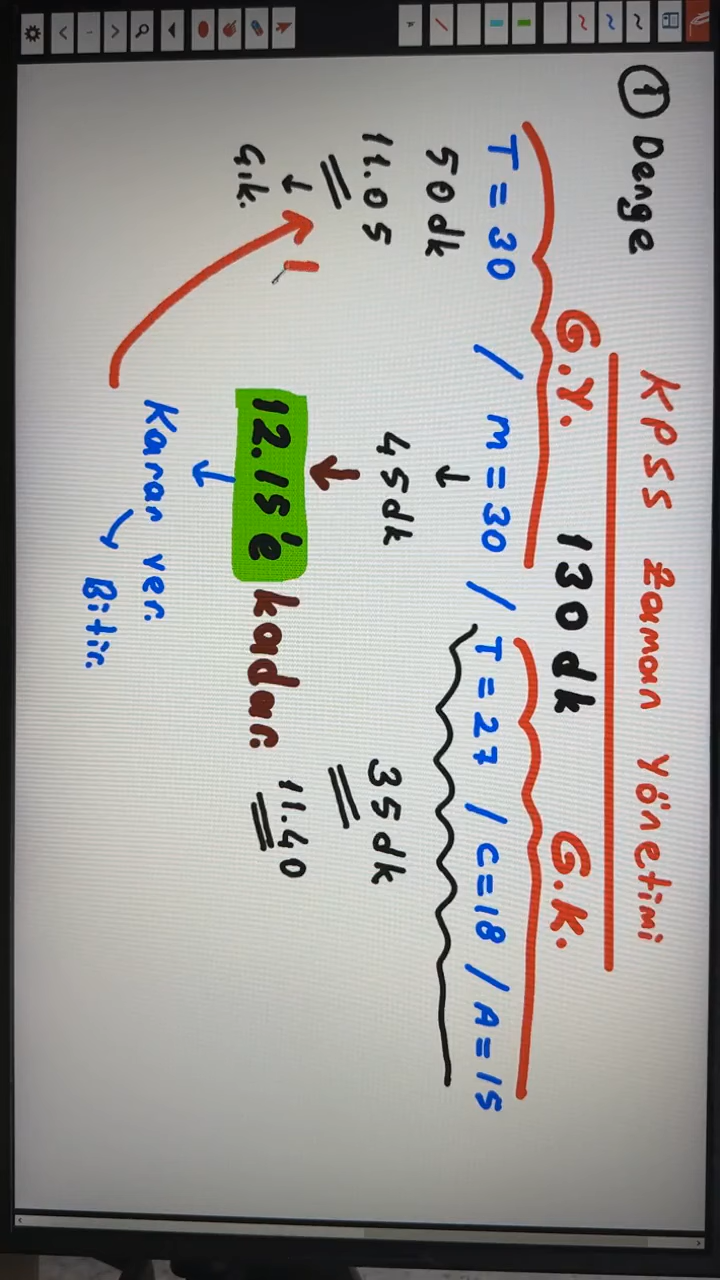 KPSS Zaman Yönetimi
① Denge
G.Y. 130 dk G.K.
T = 30 / m = 30 / T = 27 / C = 18 / A = 15
50 dk
45 dk
35 dk
11.05
12.15'e kadar.
11.40
Çık.
Karar ver.
Bitir.